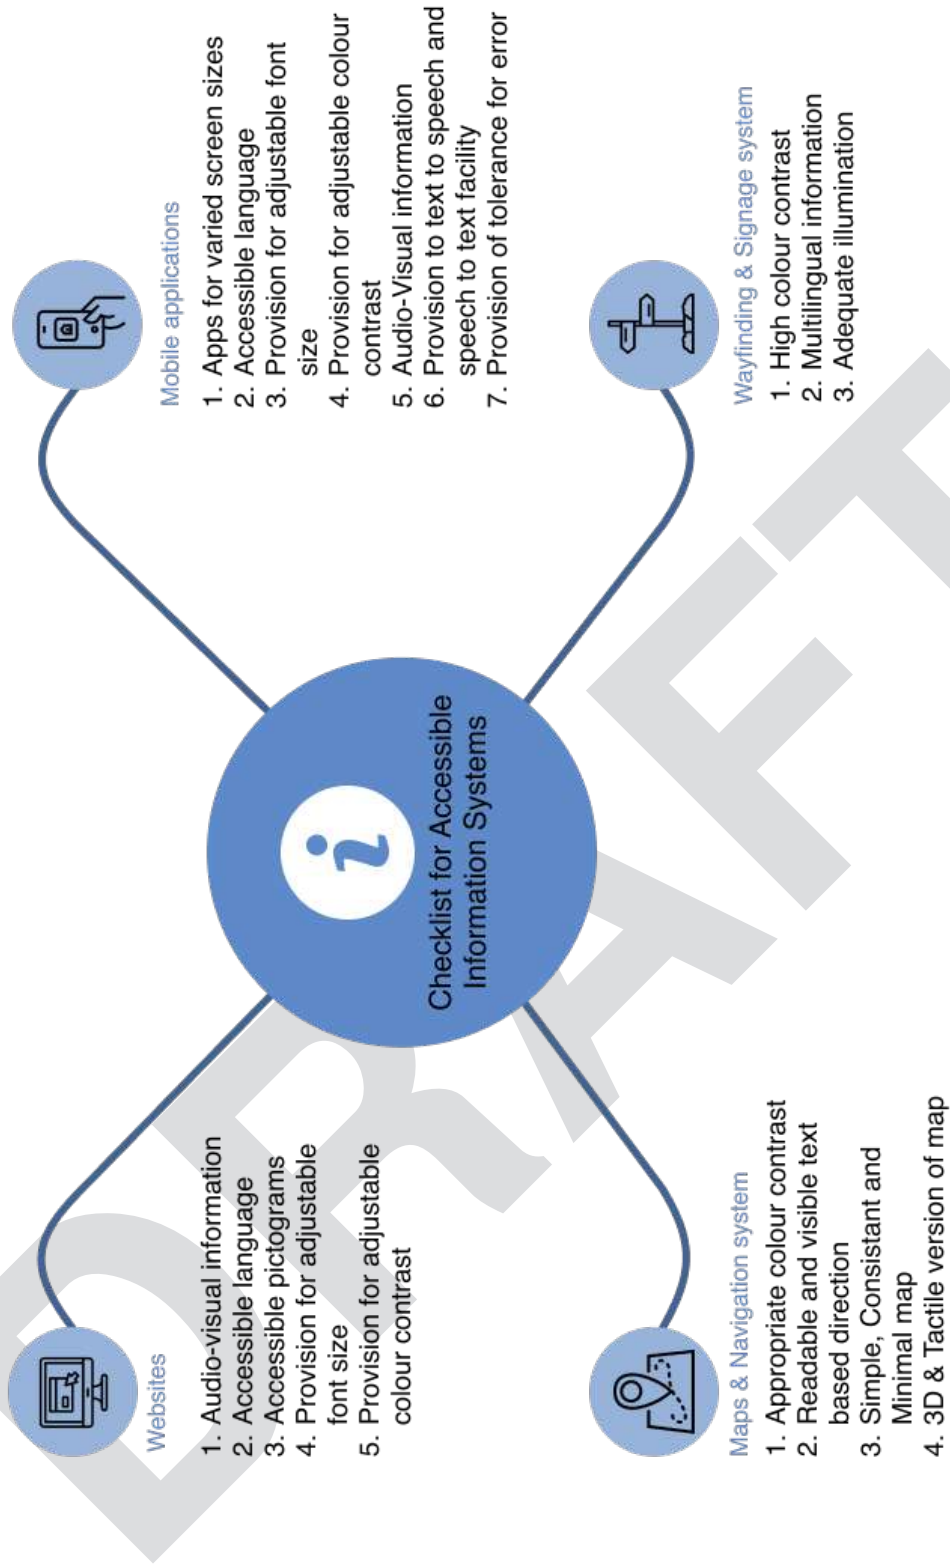 Websites
1. Audio-visual information
2. Accessible language
3. Accessible pictograms
4. Provision for adjustable
font size
5. Provision for adjustable
colour contrast
Mobile applications
1. Apps for varied screen sizes
2. Accessible language
3. Provision for adjustable font
size
4. Provision for adjustable colour
contrast
5. Audio-Visual information
6. Provision to text to speech and
speech to text facility
7. Provision of tolerance for error
Checklist for Accessible
Information Systems
Maps & Navigation system
1. Appropriate colour contrast
2. Readable and visible text
based direction
3. Simple, Consistant and
Minimal map
4. 3D & Tactile version of map
Wayfinding & Signage system
1. High colour contrast
2. Multilingual information
3. Adequate illumination
DRAFT